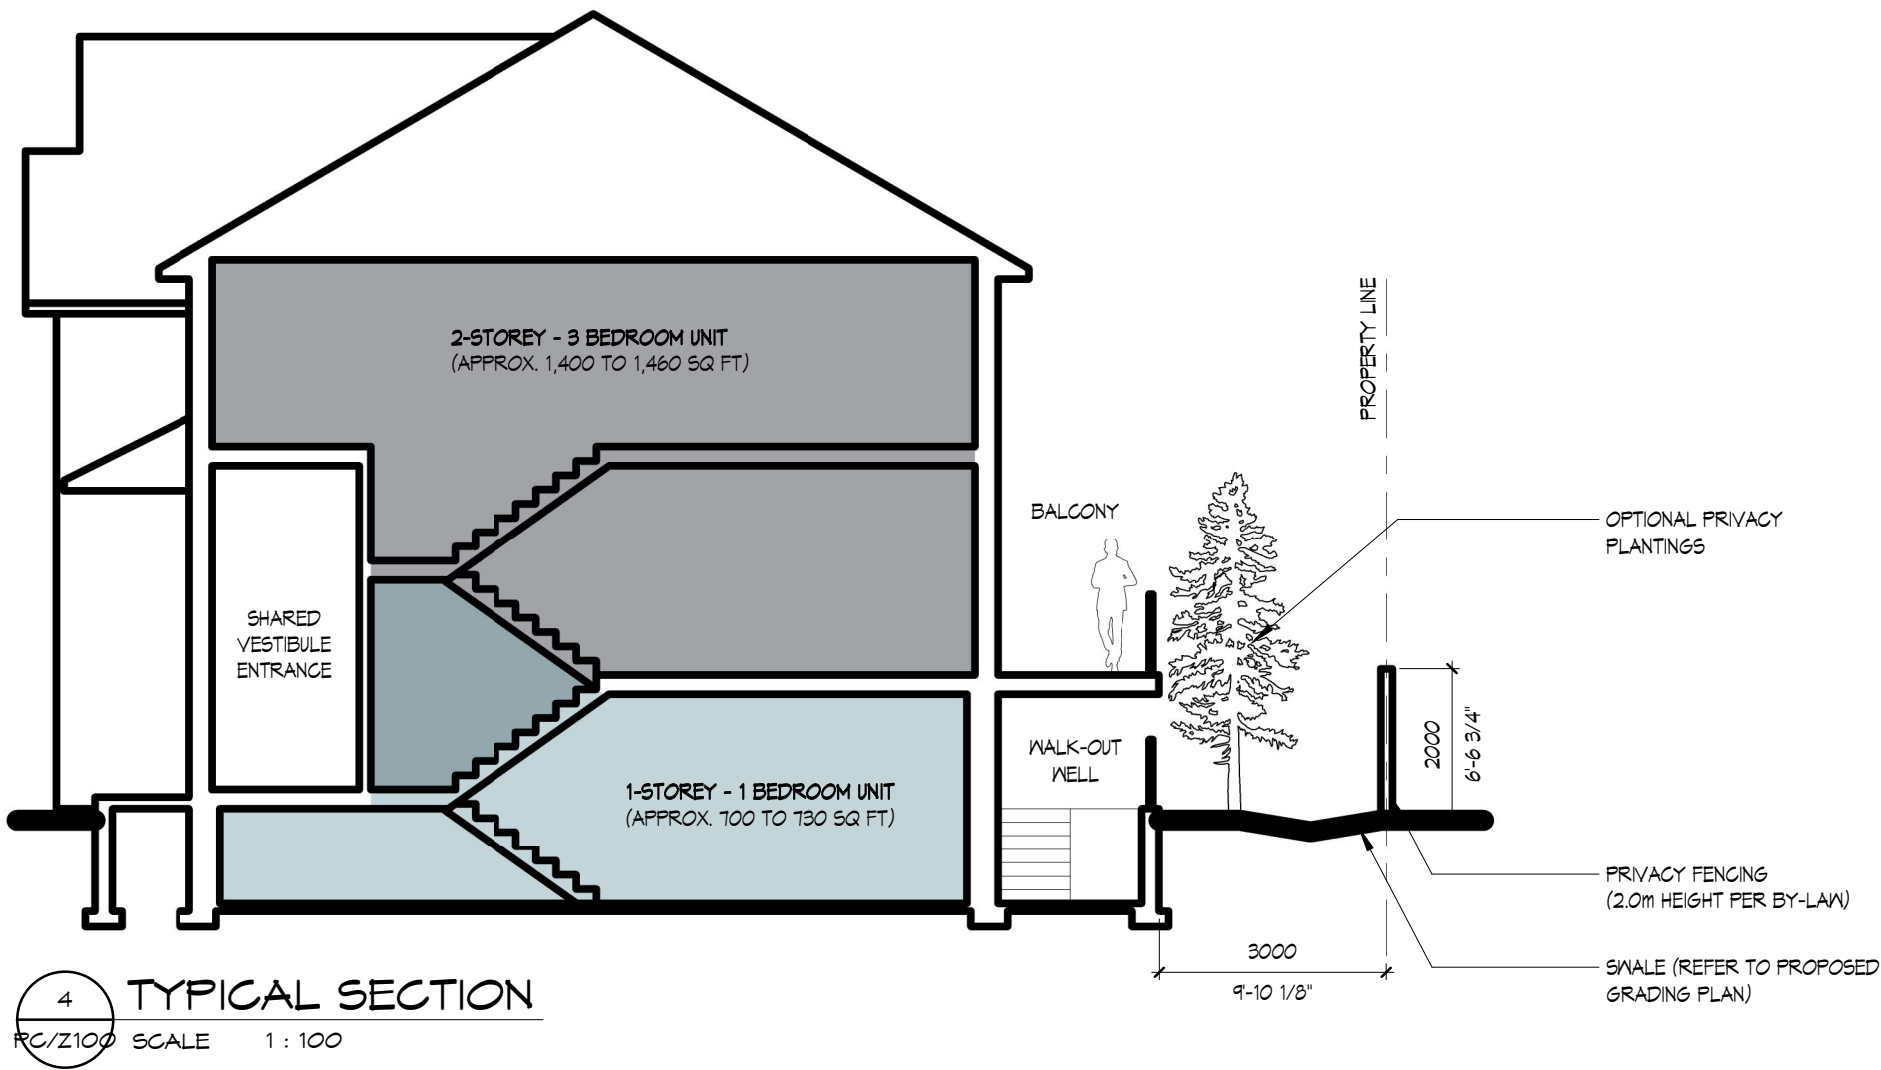 2-STOREY - 3 BEDROOM UNIT
(APPROX. 1,400 TO 1,460 SQ FT)
PROPERTY LINE
BALCONY
OPTIONAL PRIVACY
PLANTINGS
SHARED
VESTIBULE
ENTRANCE
WALK-OUT
WELL
2000
6'-6 3/4"
1-STOREY - 1 BEDROOM UNIT
(APPROX. 700 TO 730 SQ FT)
PRIVACY FENCING
(2.0m HEIGHT PER BY-LAW)
3000
9'-10 1/8"
SWALE (REFER TO PROPOSED
GRADING PLAN)
4
PC/Z100
TYPICAL SECTION
SCALE 1 : 100